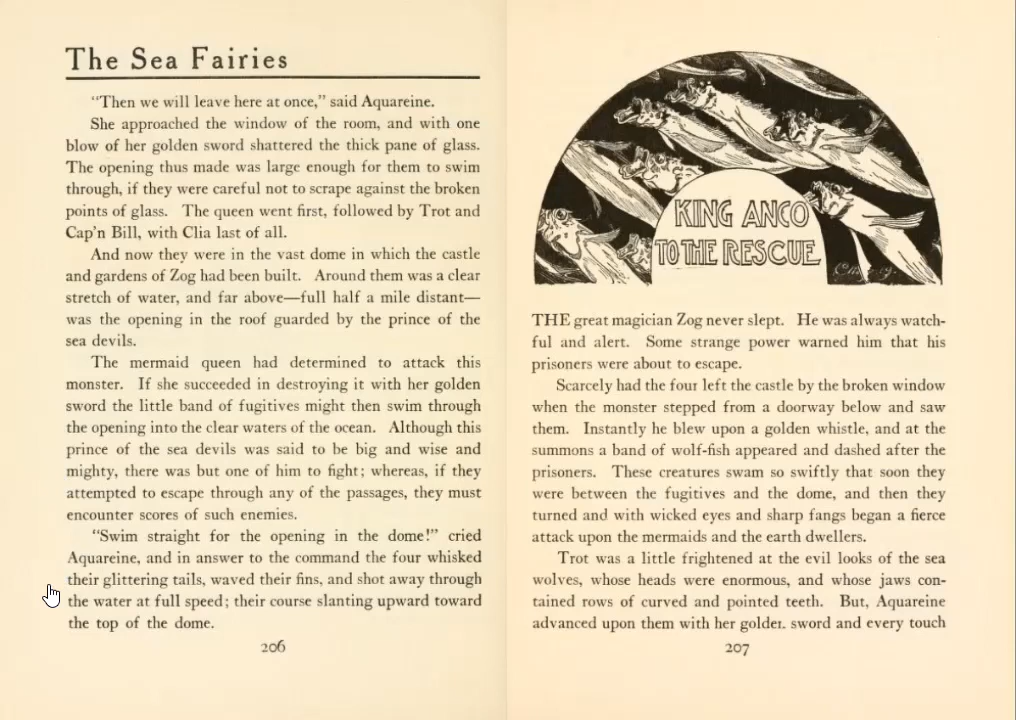 The Sea Fairies
"Then we will leave here at once," said Aquareine.
She approached the window of the room, and with one
blow of her golden sword shattered the thick pane of glass.
The opening thus made was large enough for them to swim
through, if they were careful not to scrape against the broken
points of glass. The queen went first, followed by Trot and
Cap'n Bill, with Clia last of all.
And now they were in the vast dome in which the castle
and gardens of Zog had been built. Around them was a clear
stretch of water, and far above—full half a mile distant—
was the opening in the roof guarded by the prince of the
sea devils.
The mermaid queen had determined to attack this
monster. If she succeeded in destroying it with her golden
sword the little band of fugitives might then swim through
the opening into the clear waters of the ocean. Although this
prince of the sea devils was said to be big and wise and
mighty, there was but one of him to fight; whereas, if they
attempted to escape through any of the passages, they must
encounter scores of such enemies.
"Swim straight for the opening in the dome!" cried
Aquareine, and in answer to the command the four whisked
their glittering tails, waved their fins, and shot away through
the water at full speed; their course slanting upward toward
the top of the dome.
206
KING ANCO
TO THE RESCUE
THE great magician Zog never slept. He was always watch-
ful and alert. Some strange power warned him that his
prisoners were about to escape.
Scarcely had the four left the castle by the broken window
when the monster stepped from a doorway below and saw
them. Instantly he blew upon a golden whistle, and at the
summons a band of wolf-fish appeared and dashed after the
prisoners. These creatures swam so swiftly that soon they
were between the fugitives and the dome, and then they
turned and with wicked eyes and sharp fangs began a fierce
attack upon the mermaids and the earth dwellers.
Trot was a little frightened at the evil looks of the sea
wolves, whose heads were enormous, and whose jaws con-
tained rows of curved and pointed teeth. But, Aquareine
advanced upon them with her golden sword and every touch
207